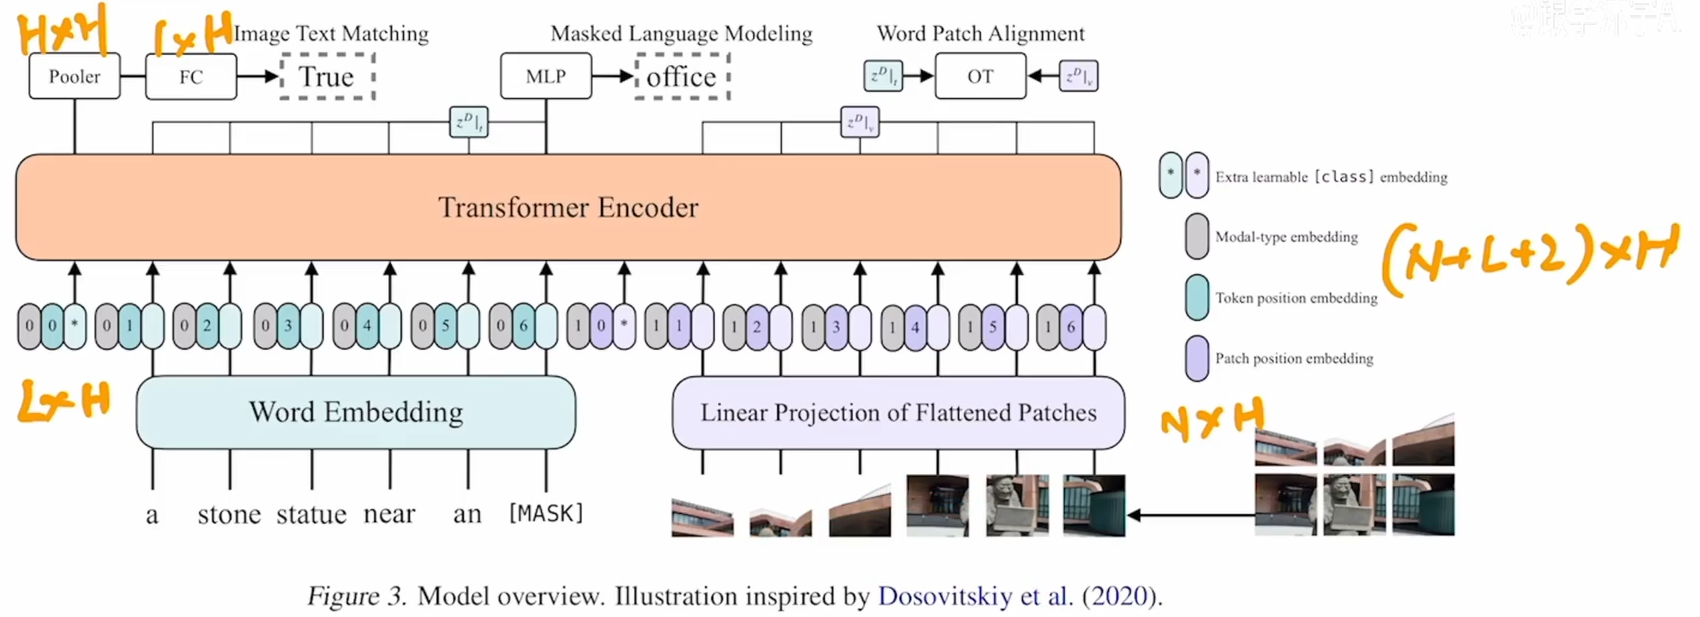 H×H
1×H
Image Text Matching
Masked Language Modeling
Word Patch Alignment
Pooler
FC
True
MLP
office
z^D|_t
OT
z^D|_v
z^D|_t
z^D|_v
Transformer Encoder
* * Extra learnable [class] embedding
Modal-type embedding
(N+L+2)×H
Token position embedding
Patch position embedding
0 0 * 0 1 0 2 0 3 0 4 0 5 0 6 1 0 * 1 1 1 2 1 3 1 4 1 5 1 6
L×H
Word Embedding
Linear Projection of Flattened Patches
N×H
a stone statue near an [MASK]
Figure 3. Model overview. Illustration inspired by Dosovitskiy et al. (2020).